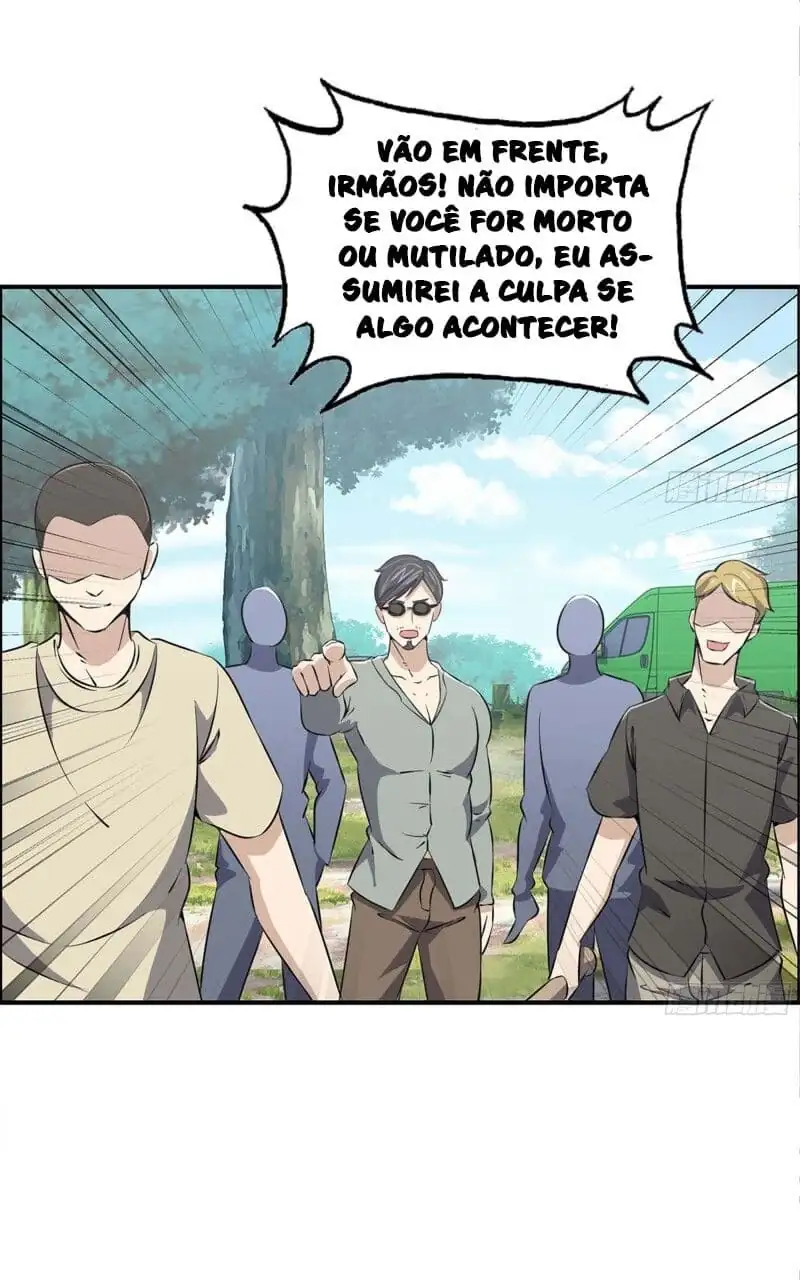 VÃO EM FRENTE,
IRMÃOS! NÃO IMPORTA
SE VOCÊ FOR MORTO
OU MUTILADO, EU AS-
SUMIREI A CULPA SE
ALGO ACONTECER!